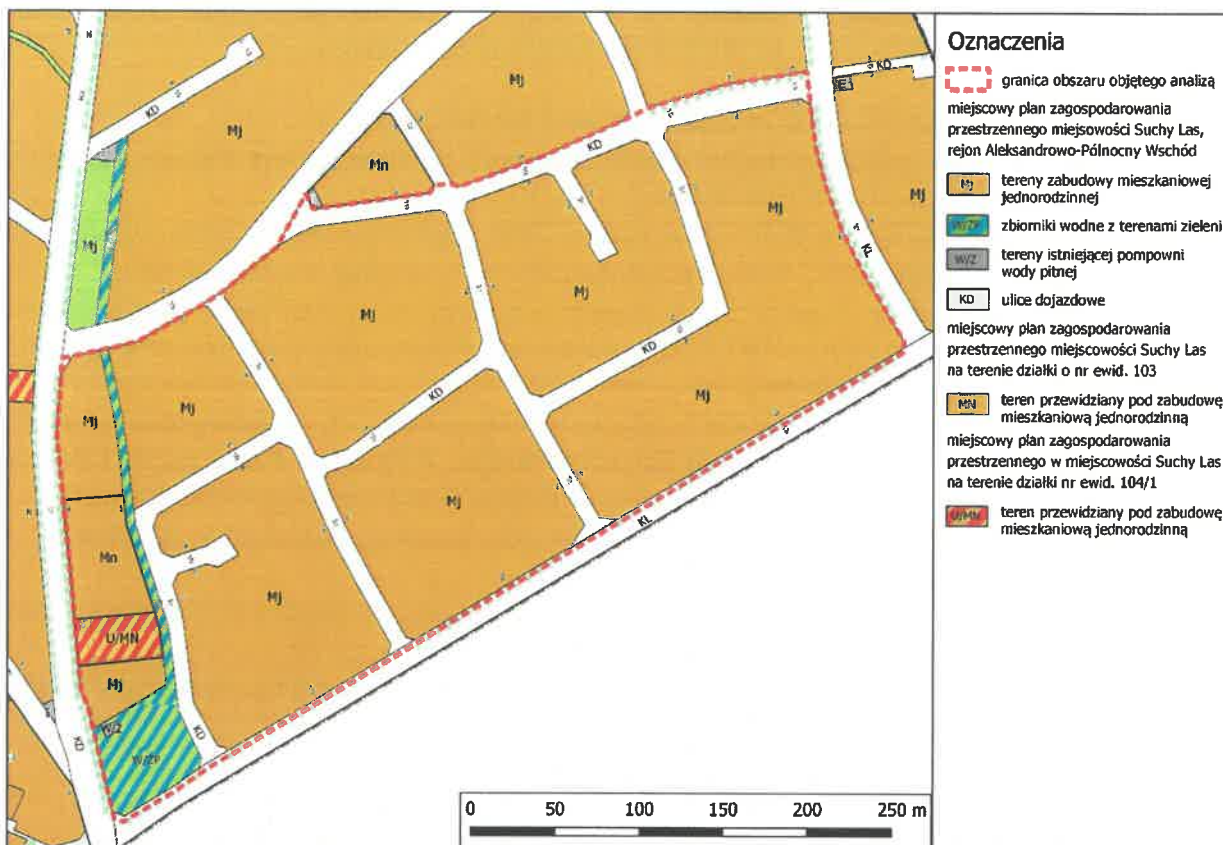 Oznaczenia
granica obszaru objętego analizą
miejscowy plan zagospodarowania
przestrzennego miejsowości Suchy Las,
rejon Aleksandrowo-Północny Wschód
Mj
tereny zabudowy mieszkaniowej
jednorodzinnej
W/ZP
zbiorniki wodne z terenami zieleni
W/Z
tereny istniejącej pompowni
wody pitnej
KD
ulice dojazdowe
miejscowy plan zagospodarowania
przestrzennego miejscowości Suchy Las
na terenie działki o nr ewid. 103
MN
teren przewidziany pod zabudowę
mieszkaniową jednorodzinną
miejscowy plan zagospodarowania
przestrzennego w miejscowości Suchy Las
na terenie działki nr ewid. 104/1
U/MN
teren przewidziany pod zabudowę
mieszkaniową jednorodzinną
KD
Mj
Mj
KD
E
Mn
KD
Mj
Mj
Mj
KL
Mj
Mj
Mj
KD
Mj
Mj
KD
Mj
Mj
Mn
KL
Mj
U/MN
Mj
W/Z
W/ZP
KD
KD
0 50 100 150 200 250 m